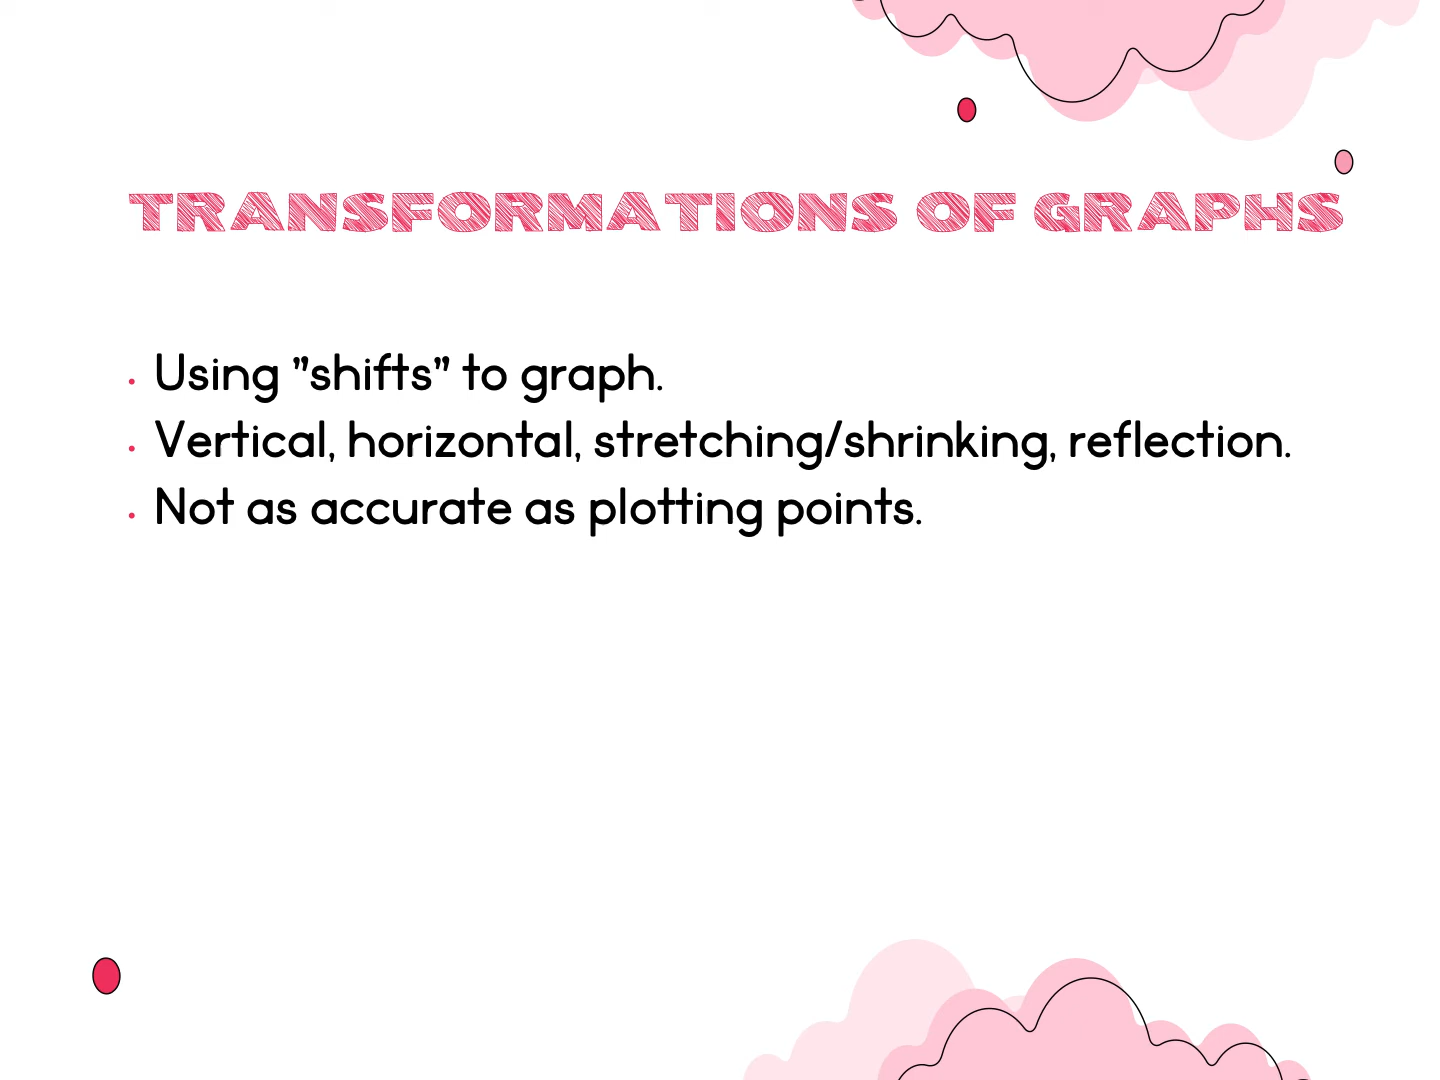 TRANSFORMATIONS OF GRAPHS
• Using "shifts" to graph.
• Vertical, horizontal, stretching/shrinking, reflection.
• Not as accurate as plotting points.